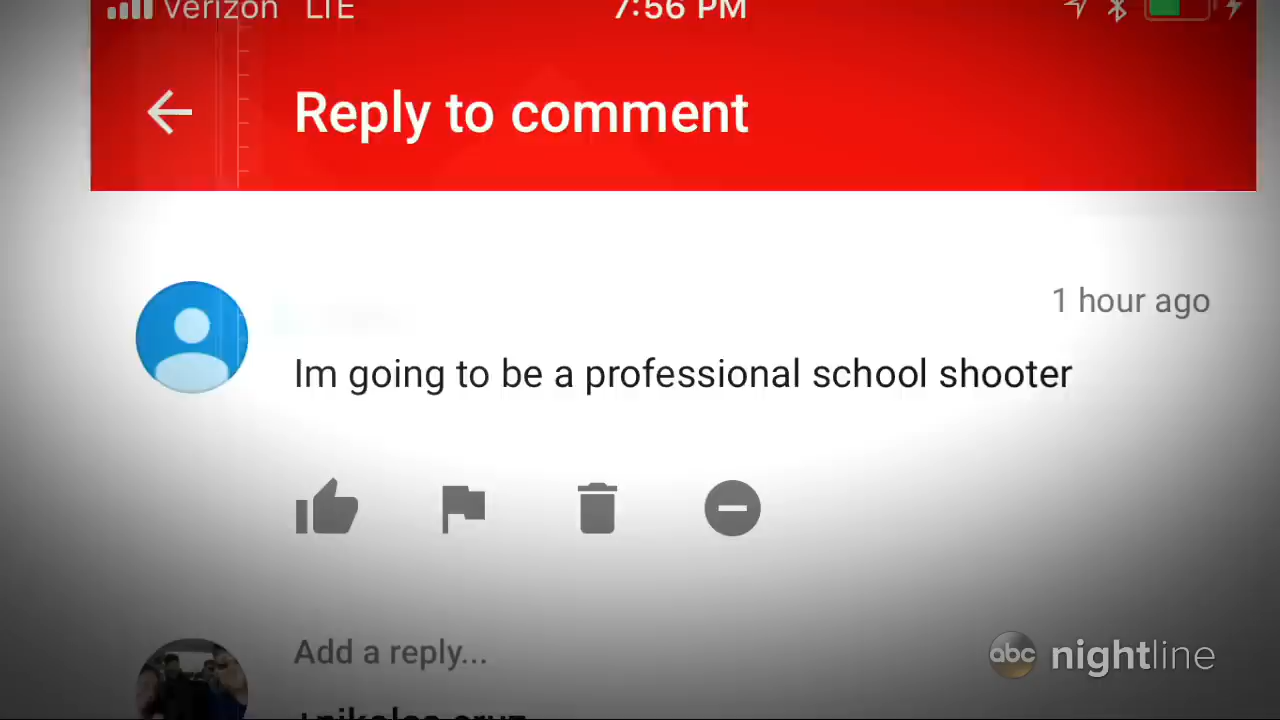 Verizon LTE 7:56 PM
Reply to comment
1 hour ago
Im going to be a professional school shooter
Add a reply...
abc nightline